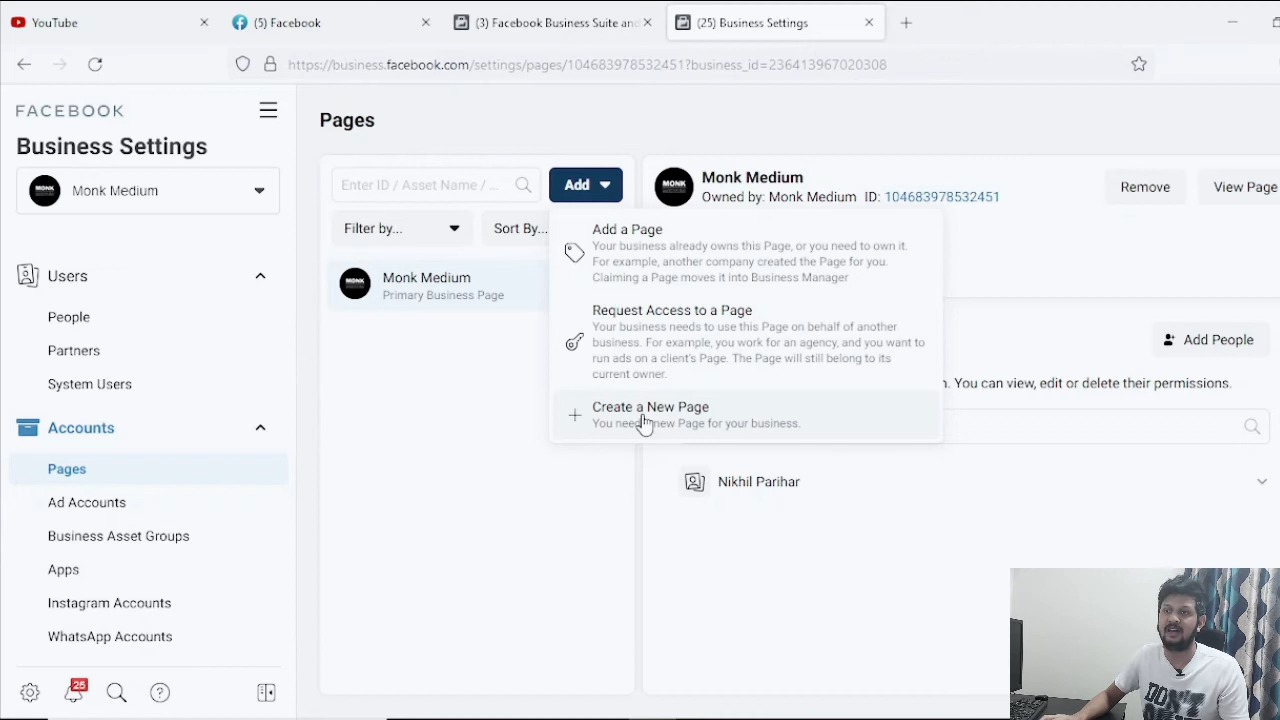 YouTube
(5) Facebook
(3) Facebook Business Suite and
(25) Business Settings
https://business.facebook.com/settings/pages/104683978532451?business_id=236413967020308
FACEBOOK
Business Settings
MONK
Monk Medium
Users
People
Partners
System Users
Accounts
Pages
Ad Accounts
Business Asset Groups
Apps
Instagram Accounts
WhatsApp Accounts
25
Pages
Enter ID / Asset Name / ...
Add
Filter by...
Sort By...
MONK
Monk Medium
Primary Business Page
Add a Page
Your business already owns this Page, or you need to own it.
For example, another company created the Page for you.
Claiming a Page moves it into Business Manager
Request Access to a Page
Your business needs to use this Page on behalf of another
business. For example, you work for an agency, and you want to
run ads on a client's Page. The Page will still belong to its
current owner.
Create a New Page
You need new Page for your business.
MONK
Monk Medium
Owned by: Monk Medium ID: 104683978532451
Remove
View Page
Add People
. You can view, edit or delete their permissions.
Nikhil Parihar